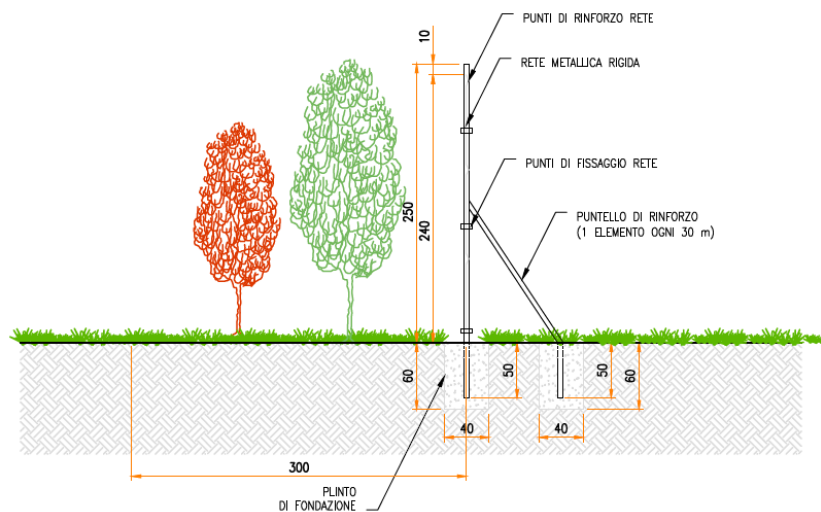 PUNTI DI RINFORZO RETE
10
RETE METALLICA RIGIDA
PUNTI DI FISSAGGIO RETE
250
240
PUNTELLO DI RINFORZO
(1 ELEMENTO OGNI 30 m)
60
50
50
60
40
40
300
PLINTO
DI FONDAZIONE